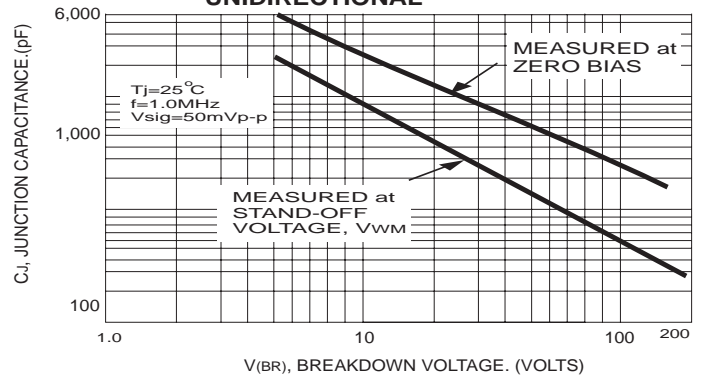 UNIDIRECTIONAL
6,000
1,000
100
CJ, JUNCTION CAPACITANCE.(pF)
Tj=25°C
f=1.0MHz
Vsig=50mVp-p
MEASURED at
ZERO BIAS
MEASURED at
STAND-OFF
VOLTAGE, VWM
1.0
10
100
200
V(BR), BREAKDOWN VOLTAGE. (VOLTS)